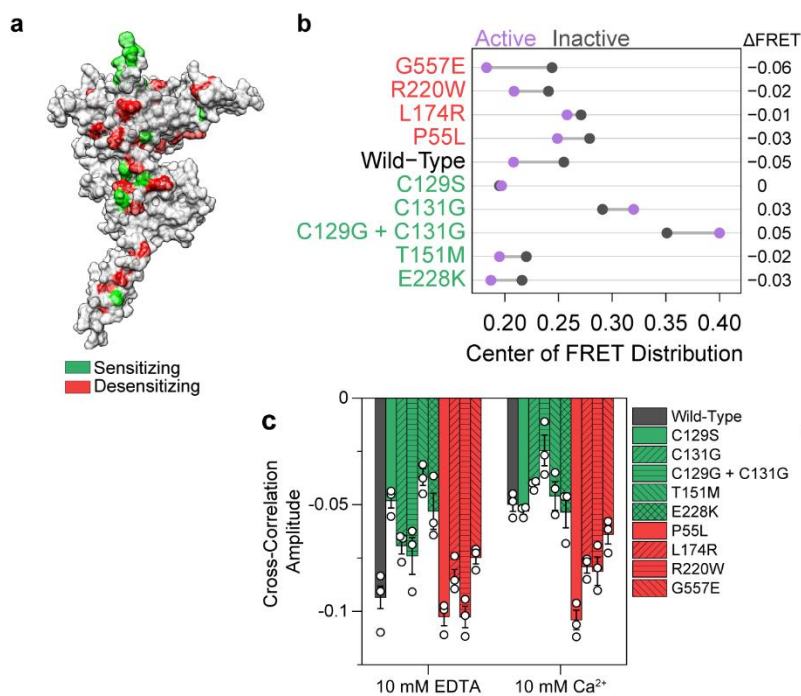 a
Sensitizing
Desensitizing
b
Active Inactive ΔFRET
G557E −0.06
R220W −0.02
L174R −0.01
P55L −0.03
Wild−Type −0.05
C129S 0
C131G 0.03
C129G + C131G 0.05
T151M −0.02
E228K −0.03
0.20 0.25 0.30 0.35 0.40
Center of FRET Distribution
c
0
-0.05
-0.1
Cross-Correlation
Amplitude
10 mM EDTA 10 mM Ca²⁺
Wild-Type
C129S
C131G
C129G + C131G
T151M
E228K
P55L
L174R
R220W
G557E